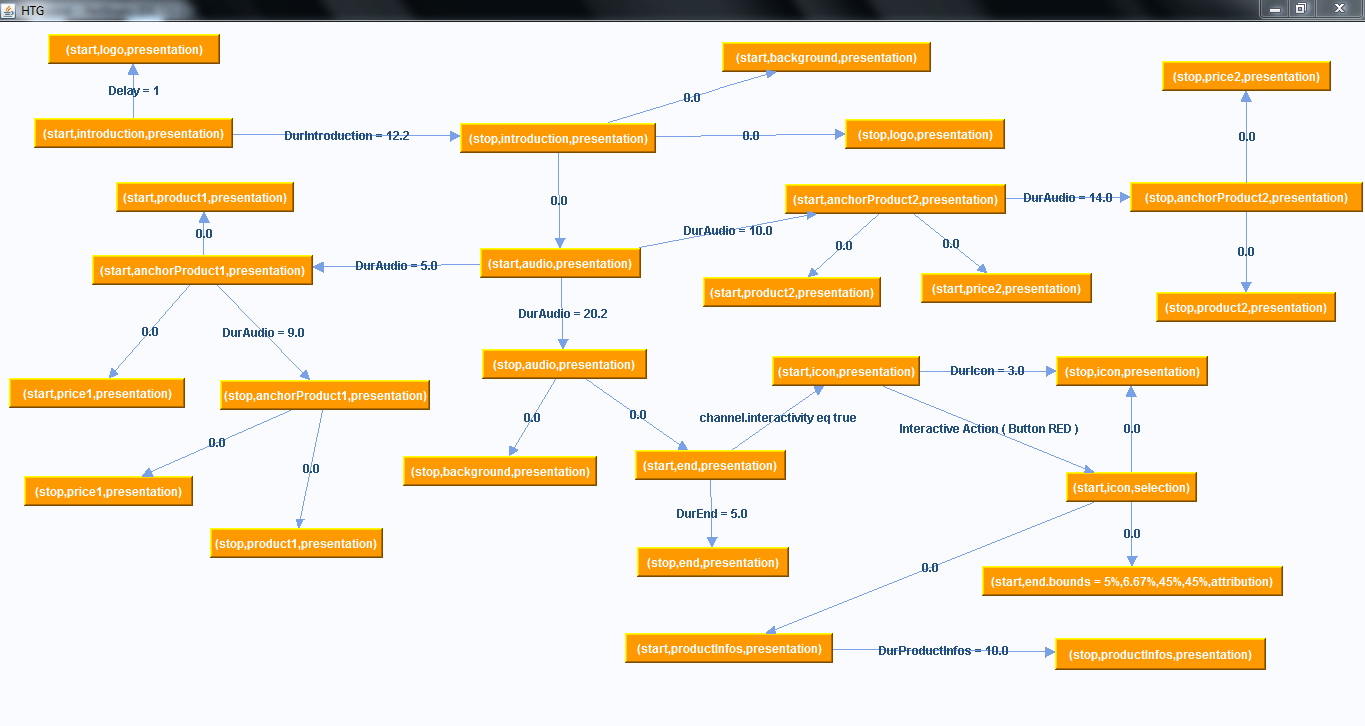 HTG
(start,logo,presentation)
(start,background,presentation)
(stop,price2,presentation)
Delay = 1
0.0
(start,introduction,presentation)
DurIntroduction = 12.2
(stop,introduction,presentation)
0.0
(stop,logo,presentation)
0.0
(start,product1,presentation)
0.0
(start,anchorProduct2,presentation)
DurAudio = 14.0
(stop,anchorProduct2,presentation)
0.0
DurAudio = 10.0
0.0
0.0
0.0
(start,anchorProduct1,presentation)
DurAudio = 5.0
(start,audio,presentation)
(start,product2,presentation)
(start,price2,presentation)
(stop,product2,presentation)
0.0
DurAudio = 9.0
DurAudio = 20.2
(stop,audio,presentation)
(start,icon,presentation)
DurIcon = 3.0
(stop,icon,presentation)
(start,price1,presentation)
(stop,anchorProduct1,presentation)
0.0
0.0
channel.interactivity eq true
Interactive Action ( Button RED )
0.0
0.0
(stop,background,presentation)
(start,end,presentation)
(stop,price1,presentation)
0.0
(start,icon,selection)
DurEnd = 5.0
0.0
(stop,product1,presentation)
(stop,end,presentation)
0.0
(start,end.bounds = 5%,6.67%,45%,45%,attribution)
(start,productInfos,presentation)
DurProductInfos = 10.0
(stop,productInfos,presentation)